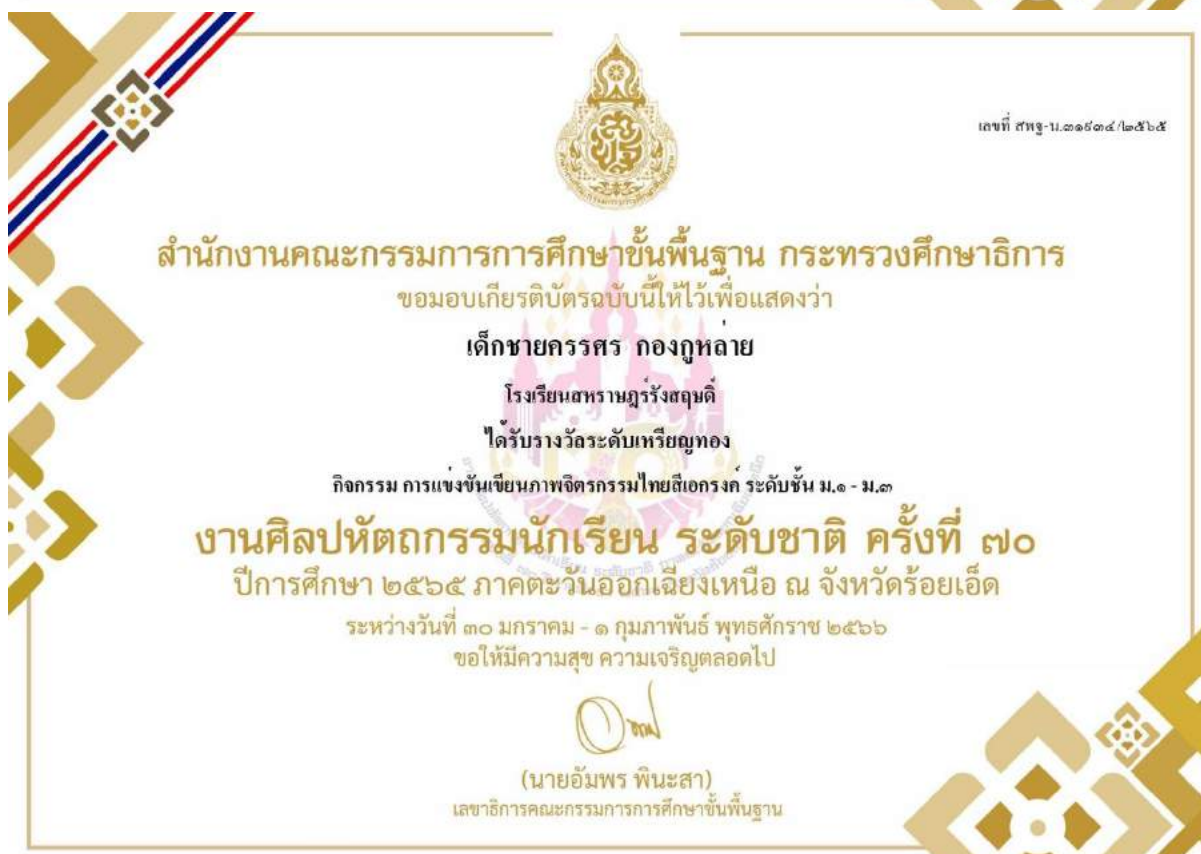 เลขที่ สพฐ-น.๓๑๙๓๔/๒๕๖๕
สำนักงานคณะกรรมการการศึกษาขั้นพื้นฐาน กระทรวงศึกษาธิการ
ขอมอบเกียรติบัตรฉบับนี้ให้ไว้เพื่อแสดงว่า
เด็กชายครรศร กองกูหล่าย
โรงเรียนสหราษฎร์รังสฤษดิ์
ได้รับรางวัลระดับเหรียญทอง
กิจกรรม การแข่งขันเขียนภาพจิตรกรรมไทยสีเอกรงค์ ระดับชั้น ม.๑ - ม.๓
งานศิลปหัตถกรรมนักเรียน ระดับชาติ ครั้งที่ ๗๐
ปีการศึกษา ๒๕๖๕ ภาคตะวันออกเฉียงเหนือ ณ จังหวัดร้อยเอ็ด
ระหว่างวันที่ ๓๐ มกราคม - ๑ กุมภาพันธ์ พุทธศักราช ๒๕๖๖
ขอให้มีความสุข ความเจริญตลอดไป
(นายอัมพร พินะสา)
เลขาธิการคณะกรรมการการศึกษาขั้นพื้นฐาน